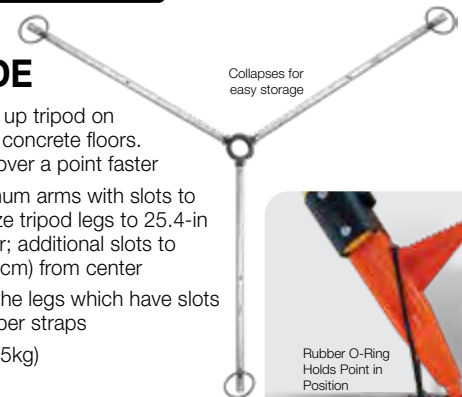 DE
Collapses for
easy storage
up tripod on
concrete floors.
over a point faster
num arms with slots to
ze tripod legs to 25.4-in
r; additional slots to
cm) from center
he legs which have slots
per straps
5kg)
Rubber O-Ring
Holds Point in
Position